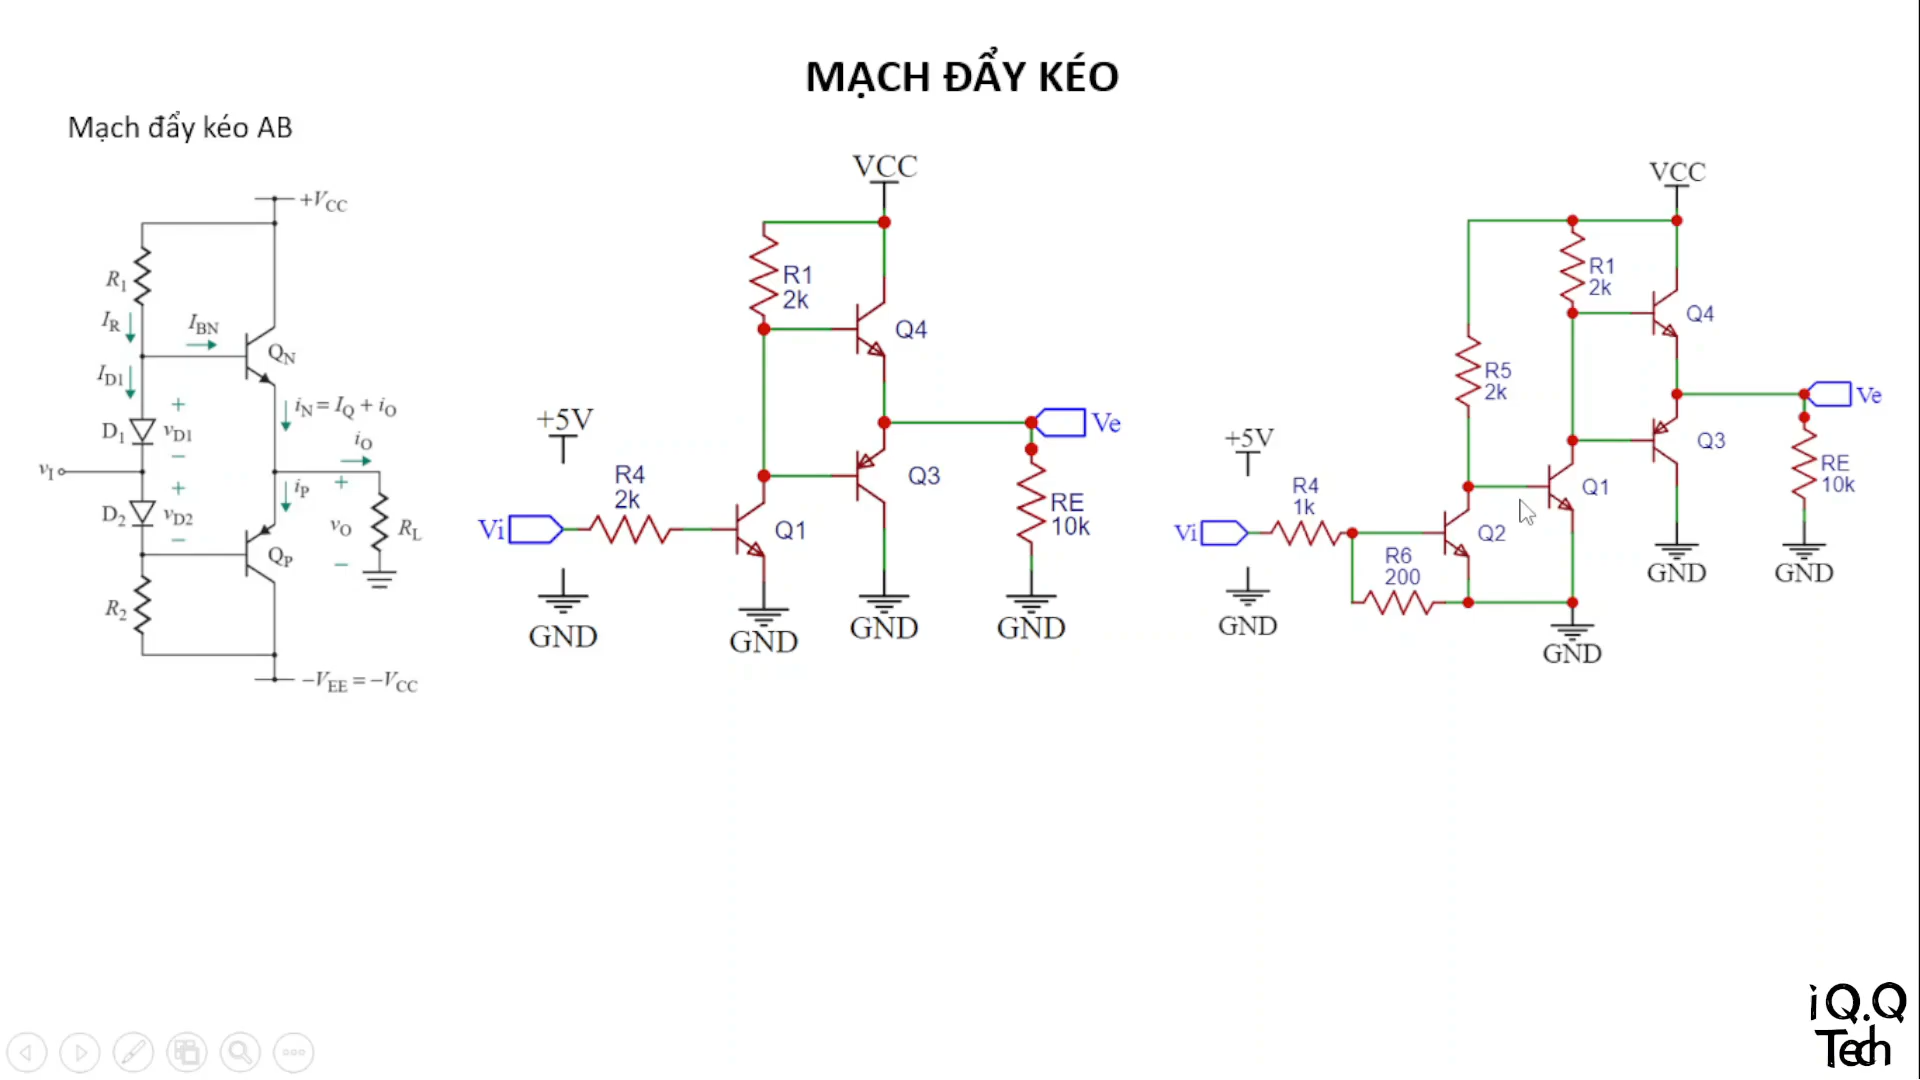 MẠCH ĐẨY KÉO
Mạch đẩy kéo AB
+VCC
R1
IR
IBN
QN
ID1
iN = IQ + iO
iO
+
D1
vD1
−
vI
+
iP
+
D2
vD2
vO
RL
−
QP
−
R2
−VEE = −VCC
VCC
R1
2k
Q4
+5V
Ve
R4
2k
Q3
RE
10k
Vi
Q1
GND
GND
GND
GND
VCC
R1
2k
Q4
R5
2k
Ve
+5V
Q3
RE
10k
R4
1k
Q1
Vi
Q2
R6
200
GND
GND
GND
GND
iQ.Q
Tech